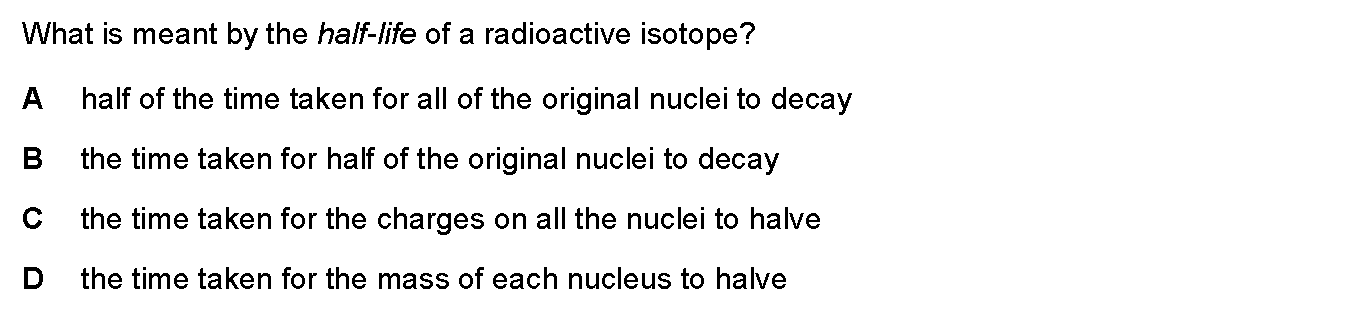 What is meant by the half-life of a radioactive isotope?
A half of the time taken for all of the original nuclei to decay
B the time taken for half of the original nuclei to decay
C the time taken for the charges on all the nuclei to halve
D the time taken for the mass of each nucleus to halve